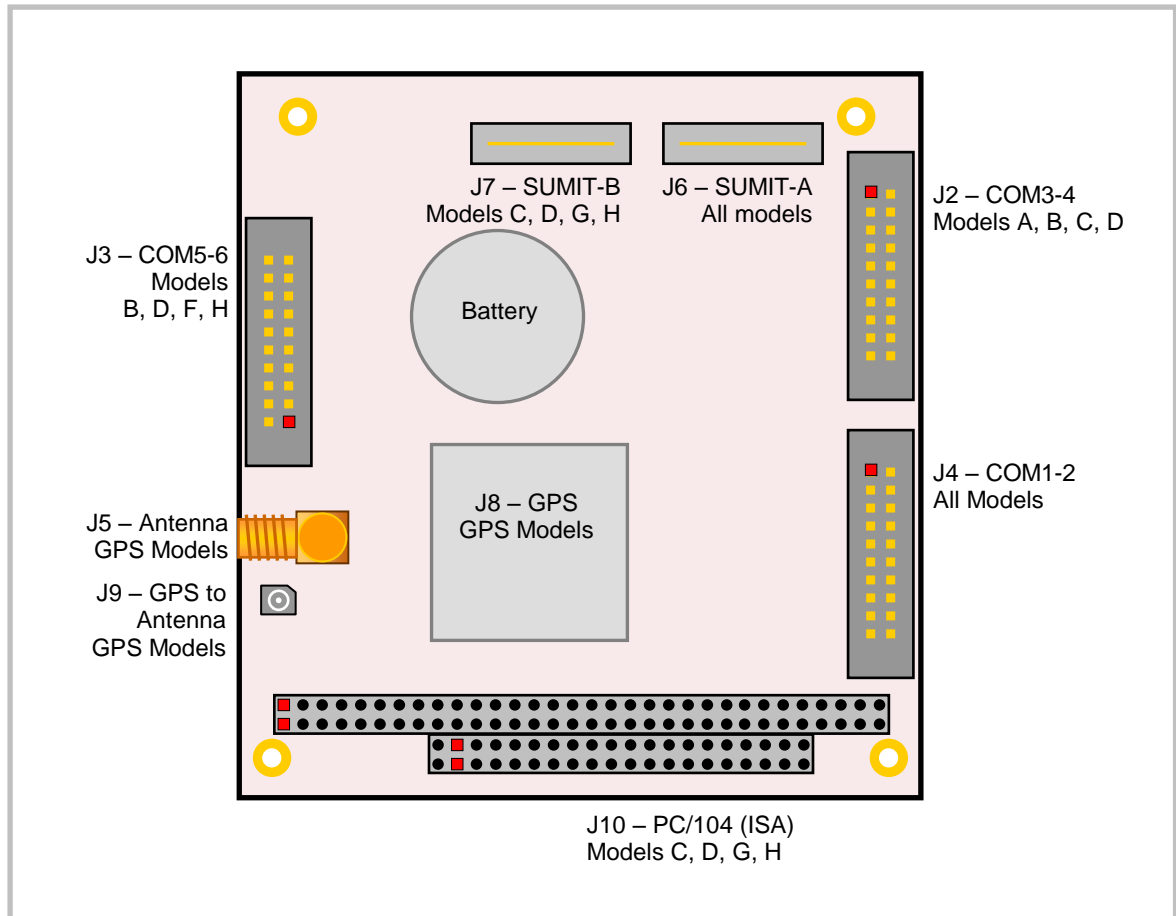 J7 – SUMIT-B
Models C, D, G, H
J6 – SUMIT-A
All models
J2 – COM3-4
Models A, B, C, D
J3 – COM5-6
Models
B, D, F, H
Battery
J4 – COM1-2
All Models
J8 – GPS
GPS Models
J5 – Antenna
GPS Models
J9 – GPS to
Antenna
GPS Models
J10 – PC/104 (ISA)
Models C, D, G, H